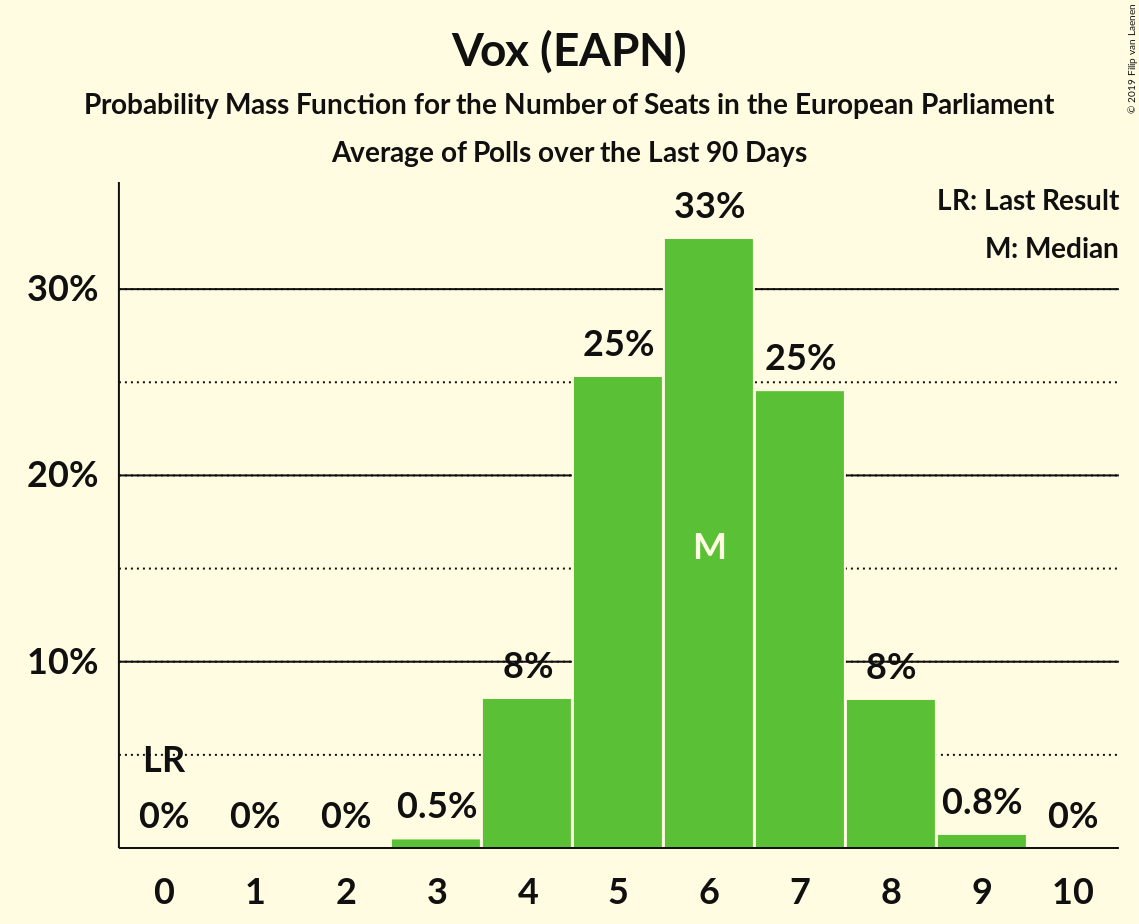 Vox (EAPN)
Probability Mass Function for the Number of Seats in the European Parliament
Average of Polls over the Last 90 Days
© 2019 Filip van Laenen
LR: Last Result
M: Median
33%
30%
25%
25%
20%
M
10%
8%
8%
LR
0%
0%
0%
0.5%
0.8%
0%
0 1 2 3 4 5 6 7 8 9 10